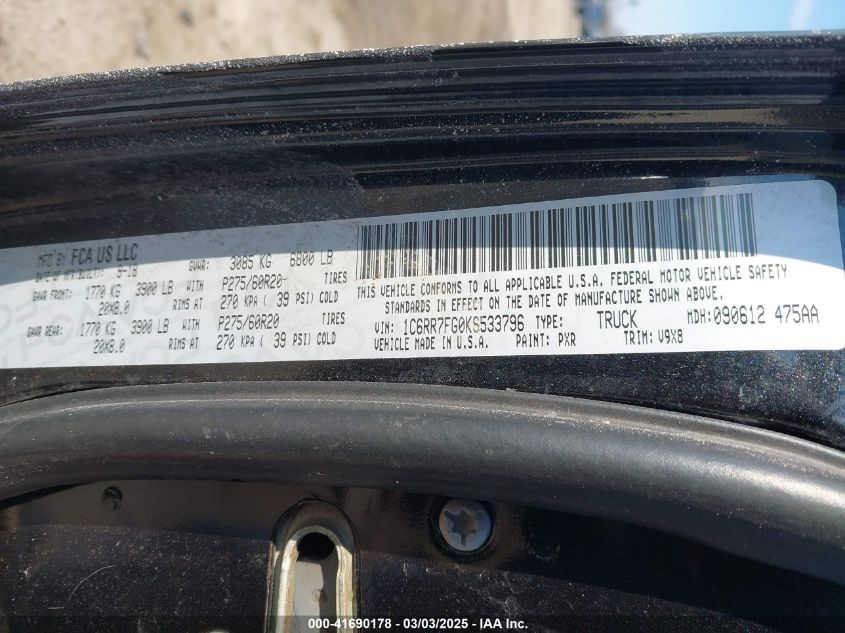 MFD BY FCA US LLC
DATE OF MFR(BUILT): 9-18 GVWR: 3085 KG 6800 LB
GAWR FRONT: 1770 KG 3900 LB WITH P275/60R20 TIRES
20X8.0 RIMS AT 270 KPA ( 39 PSI) COLD
GAWR REAR: 1770 KG 3900 LB WITH P275/60R20 TIRES
20X8.0 RIMS AT 270 KPA ( 39 PSI) COLD
THIS VEHICLE CONFORMS TO ALL APPLICABLE U.S.A. FEDERAL MOTOR VEHICLE SAFETY
STANDARDS IN EFFECT ON THE DATE OF MANUFACTURE SHOWN ABOVE.
VIN: 1C6RR7FG0KS533796 TYPE: TRUCK MDH: 090612 475AA
VEHICLE MADE IN U.S.A. PAINT: PXR TRIM: V9X8
000-41690178 - 03/03/2025 - IAA Inc.